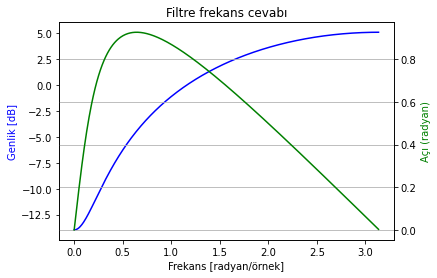 Filtre frekans cevabı
5.0
2.5
0.0
−2.5
−5.0
−7.5
−10.0
−12.5
Genlik [dB]
0.8
0.6
0.4
0.2
0.0
Açı (radyan)
0.0 0.5 1.0 1.5 2.0 2.5 3.0
Frekans [radyan/örnek]